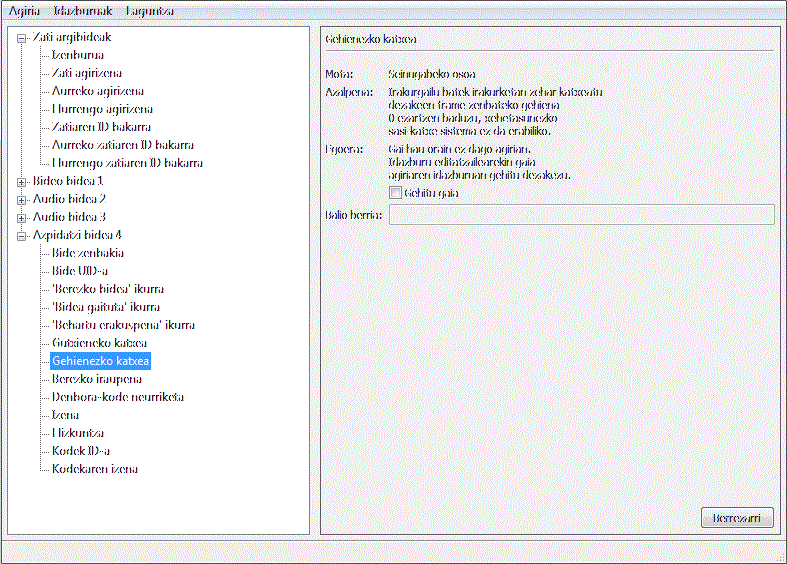 Agiria Idazburuak Laguntza
Zati argibideak
Izenburua
Zati agirizena
Aurreko agirizena
Hurrengo agirizena
Zatiaren ID bakarra
Aurreko zatiaren ID bakarra
Hurrengo zatiaren ID bakarra
Bideo bidea 1
Audio bidea 2
Audio bidea 3
Azpidatzi bidea 4
Bide zenbakia
Bide UID-a
'Berezko bidea' ikurra
'Bidea gaituta' ikurra
'Behartu erakuspena' ikurra
Gutxieneko katxea
Gehienezko katxea
Berezko iraupena
Denbora-kode neurriketa
Izena
Hizkuntza
Kodek ID-a
Kodekaren izena
Gehienezko katxea
Mota: Seinugabeko osoa
Azalpena: Irakurgailu batek irakurketan zehar katxeatu
dezakeen frame zenbateko gehiena
0 ezartzen baduzu, xehetasunezko
sasi-katxe sistema ez da erabiliko.
Egoera: Gai hau orain ez dago agirian.
Idazburu editatzailearekin gaia
agiriaren idazburuan gehitu dezakezu.
Gehitu gaia
Balio berria:
Berrezarri